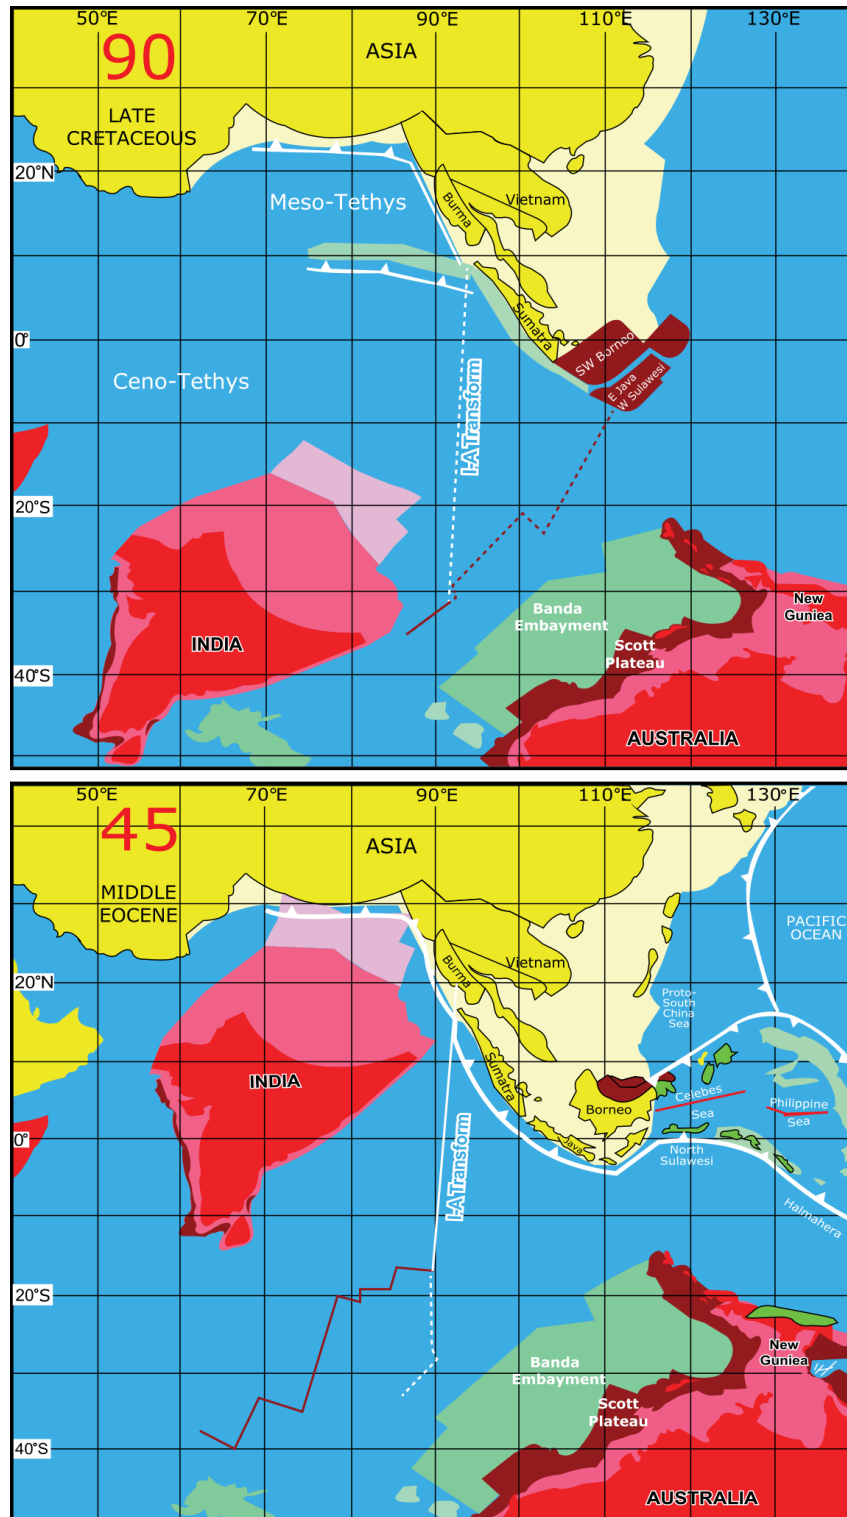 50°E 70°E 90°E 110°E 130°E
90
ASIA
LATE
CRETACEOUS
20°N
Meso-Tethys
Burma
Vietnam
Sumatra
0°
SW Borneo
E Java
W Sulawesi
Ceno-Tethys
I-A Transform
20°S
Banda
Embayment
New
Guniea
Scott
Plateau
INDIA
40°S
AUSTRALIA
50°E 70°E 90°E 110°E 130°E
45
ASIA
MIDDLE
EOCENE
PACIFIC
OCEAN
20°N
Burma
Vietnam
Proto-
South
China
Sea
Sumatra
INDIA
Borneo
Celebes
Sea
Philippine
Sea
Java
0°
North
Sulawesi
I-A Transform
Halmahera
20°S
New
Guniea
Banda
Embayment
Scott
Plateau
40°S
AUSTRALIA